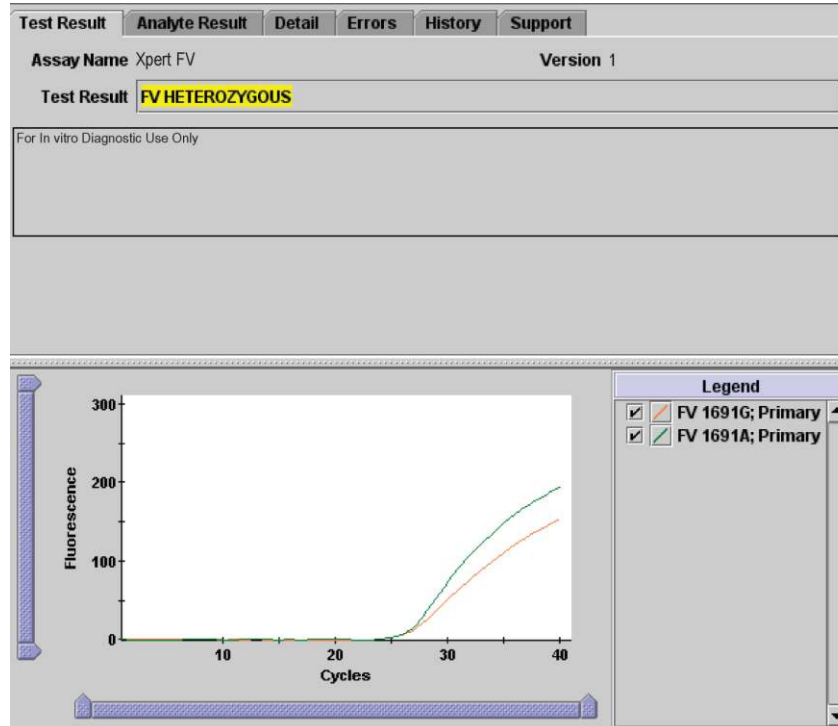 Test Result Analyte Result Detail Errors History Support
Assay Name Xpert FV Version 1
Test Result FV HETEROZYGOUS
For In vitro Diagnostic Use Only
Legend
FV 1691G; Primary
FV 1691A; Primary
300
200
100
0
Fluorescence
10 20 30 40
Cycles